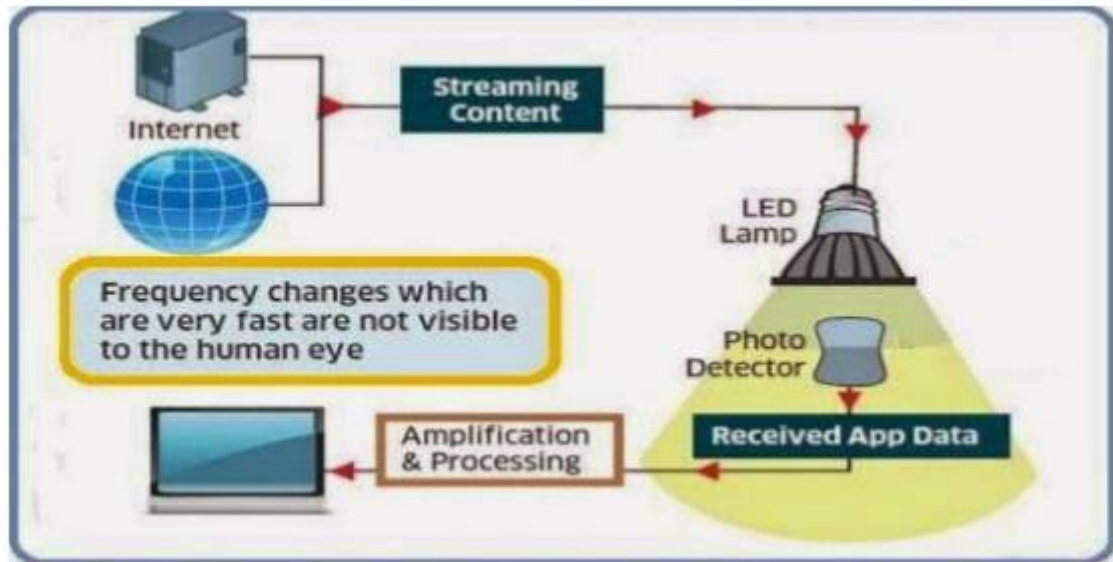 Streaming
Content
Internet
LED
Lamp
Frequency changes which
are very fast are not visible
to the human eye
Photo
Detector
Amplification
& Processing
Received App Data